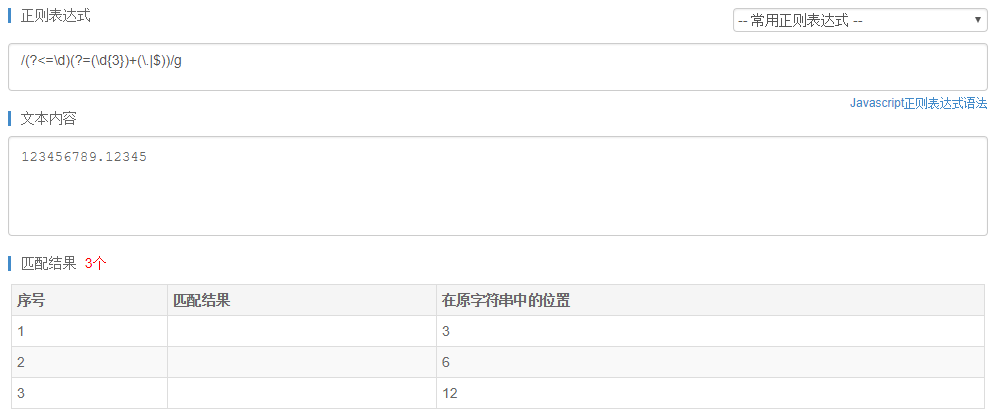 正则表达式
-- 常用正则表达式 --
/(?<=\d)(?=(\d{3})+(\.|$))/g
Javascript正则表达式语法
文本内容
123456789.12345
匹配结果 3个
序号 匹配结果 在原字符串中的位置
1 3
2 6
3 12